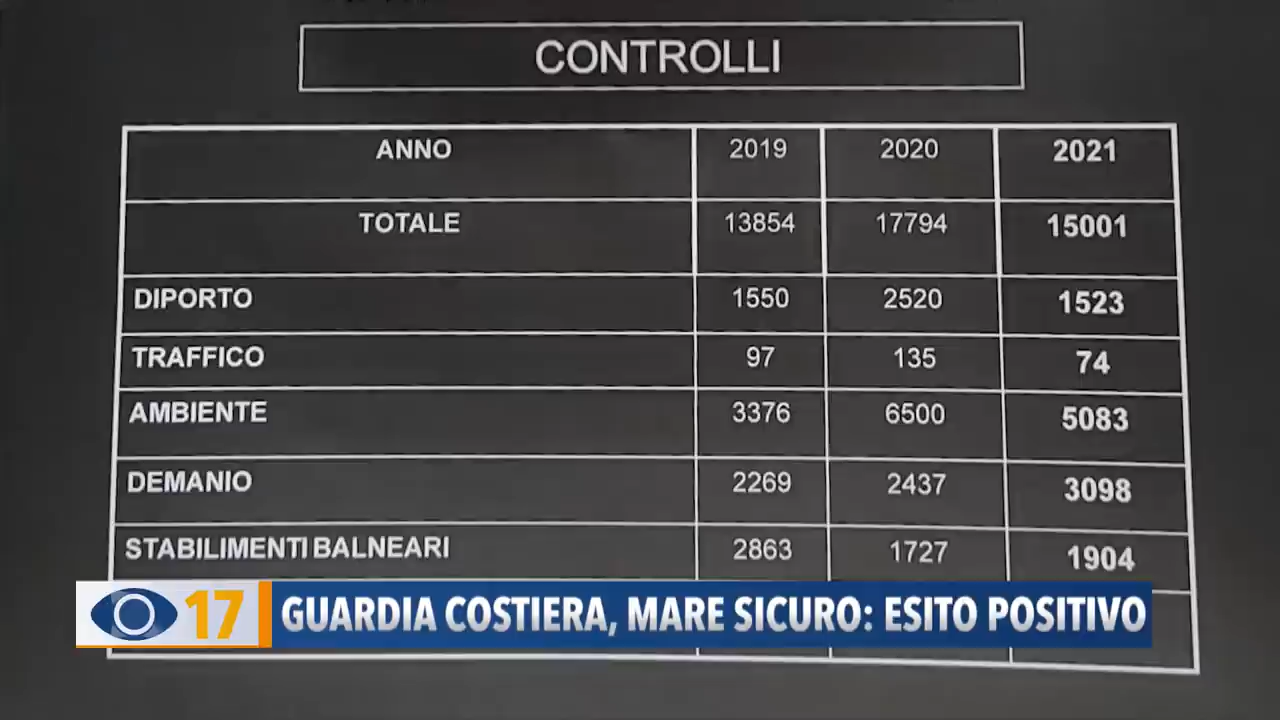 CONTROLLI
ANNO 2019 2020 2021
TOTALE 13854 17794 15001
DIPORTO 1550 2520 1523
TRAFFICO 97 135 74
AMBIENTE 3376 6500 5083
DEMANIO 2269 2437 3098
STABILIMENTI BALNEARI 2863 1727 1904
17 GUARDIA COSTIERA, MARE SICURO: ESITO POSITIVO